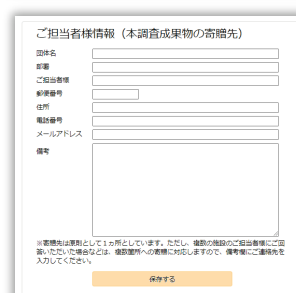 ご担当者様情報（本調査成果物の寄贈先）
団体名
部署
ご担当者様
郵便番号
住所
電話番号
メールアドレス
備考
※寄贈先は原則として1ヵ所としています。ただし、複数の施設のご担当者様にご回
答いただいた場合などは、複数箇所への寄贈に対応しますので、備考欄にご連絡先を
入力してください。
保存する